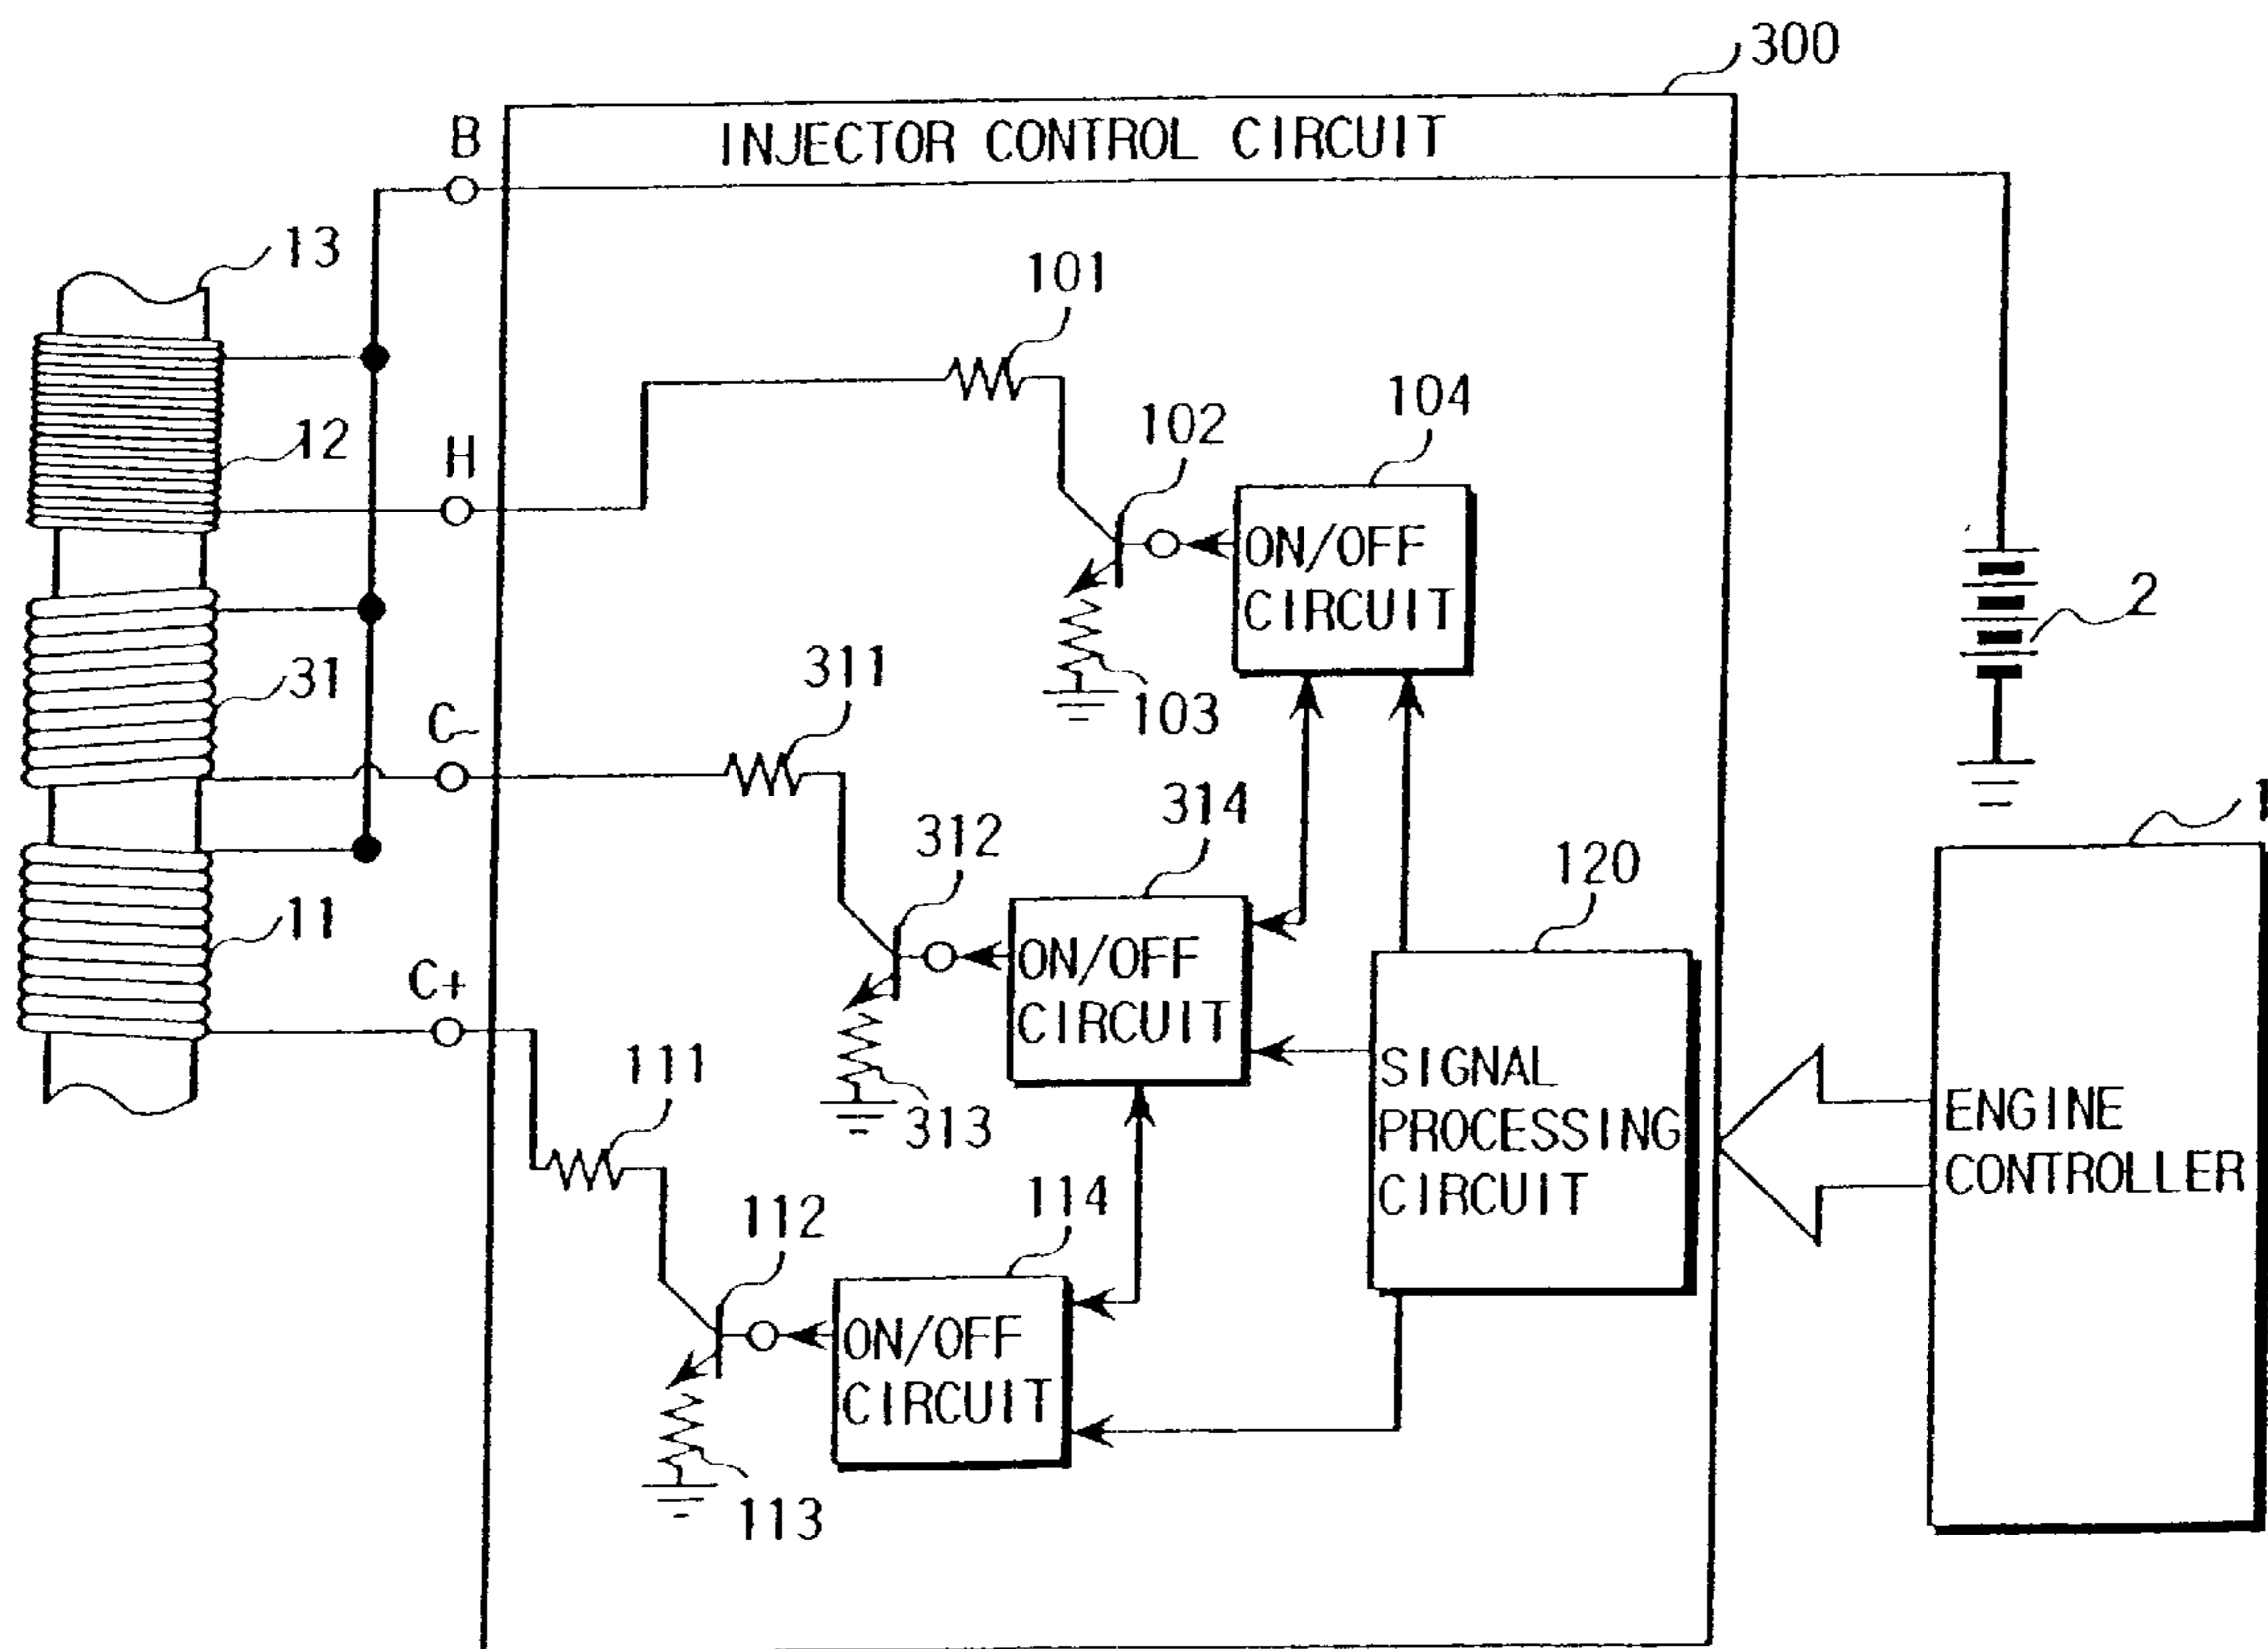 300
B
INJECTOR CONTROL CIRCUIT
13
101
104
102
12
H
ON/OFF
CIRCUIT
2
311
31
103
C-
314
1
312
120
11
ON/OFF
CIRCUIT
C+
111
SIGNAL
PROCESSING
CIRCUIT
ENGINE
CONTROLLER
313
114
112
ON/OFF
CIRCUIT
113